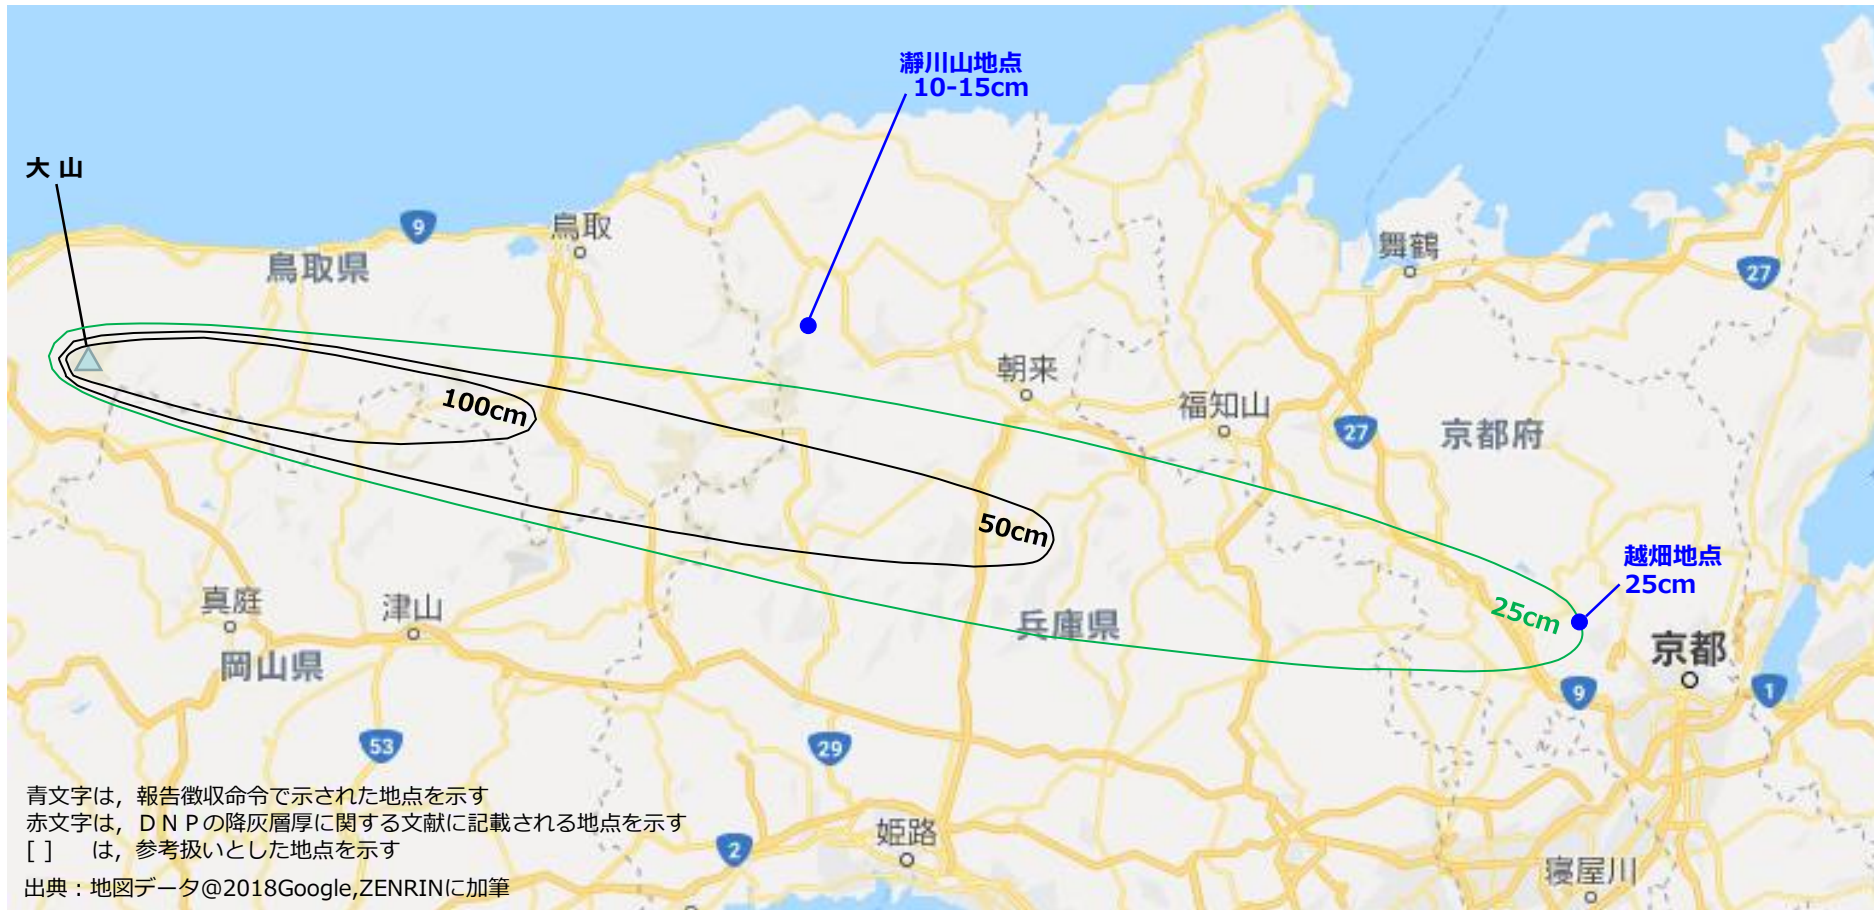 瀞川山地点
10-15cm
大 山
9
鳥取
鳥取県
舞鶴
27
100cm
朝来
福知山
27
京都府
50cm
越畑地点
25cm
25cm
真庭
津山
兵庫県
京都
岡山県
9
1
53
29
青文字は，報告徴収命令で示された地点を示す
赤文字は，ＤＮＰの降灰層厚に関する文献に記載される地点を示す
[ ]　は，参考扱いとした地点を示す
2
姫路
寝屋川
出典：地図データ@2018Google,ZENRINに加筆